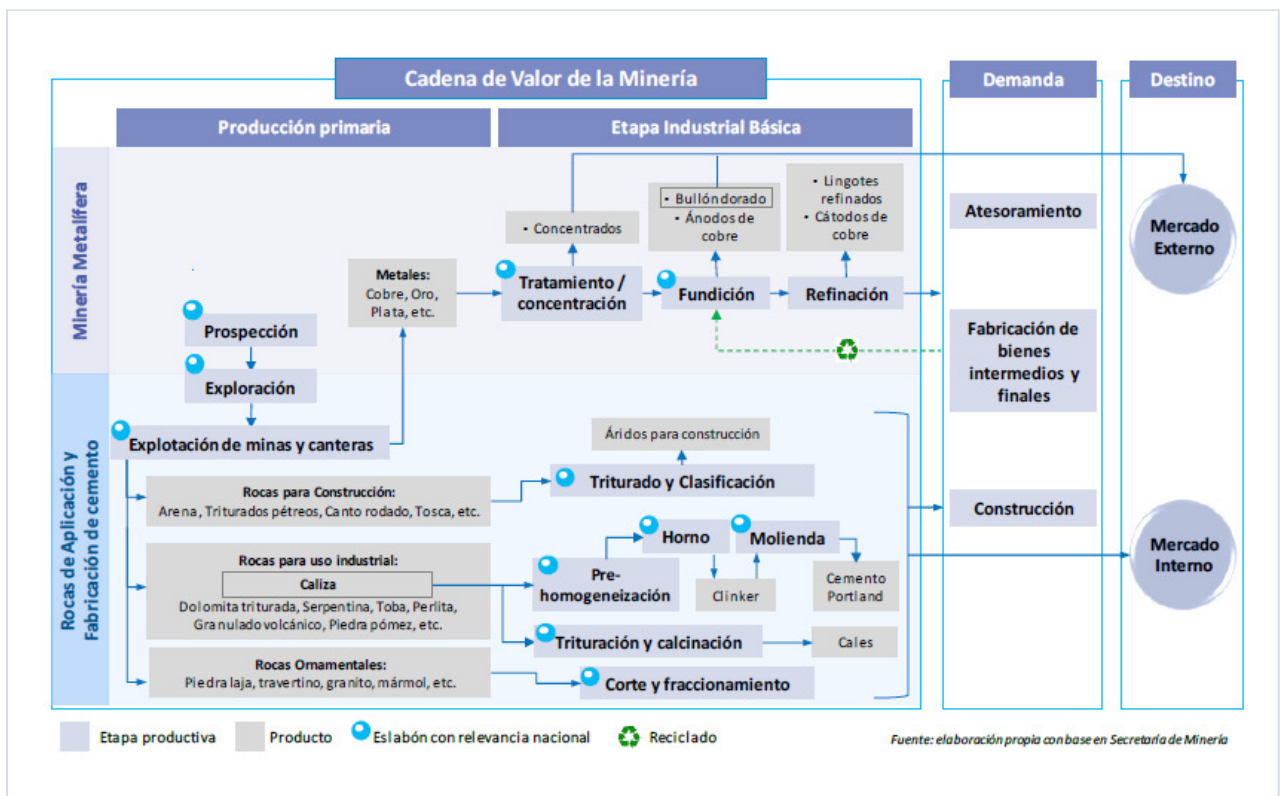 Cadena de Valor de la Minería
Demanda
Destino
Producción primaria
Etapa Industrial Básica
Minería Metalífera
• Concentrados
• Bullón dorado
• Ánodos de
cobre
• Lingotes
refinados
• Cátodos de
cobre
Metales:
Cobre, Oro,
Plata, etc.
Tratamiento /
concentración
Fundición
Refinación
Prospección
Exploración
Atesoramiento
Fabricación de
bienes
intermedios y
finales
Mercado
Externo
Rocas de Aplicación y
Fabricación de cemento
Explotación de minas y canteras
Áridos para construcción
Rocas para Construcción:
Arena, Triturados pétreos, Canto rodado, Tosca, etc.
Triturado y Clasificación
Rocas para uso industrial:
Caliza
Dolomita triturada, Serpentina, Toba, Perlita,
Granulado volcánico, Piedra pómez, etc.
Pre-
homogeneización
Horno
Molienda
Clinker
Cemento
Portland
Trituración y calcinación
Cales
Rocas Ornamentales:
Piedra laja, travertino, granito, mármol, etc.
Corte y fraccionamiento
Construcción
Mercado
Interno
Etapa productiva
Producto
Eslabón con relevancia nacional
Reciclado
Fuente: elaboración propia con base en Secretaría de Minería